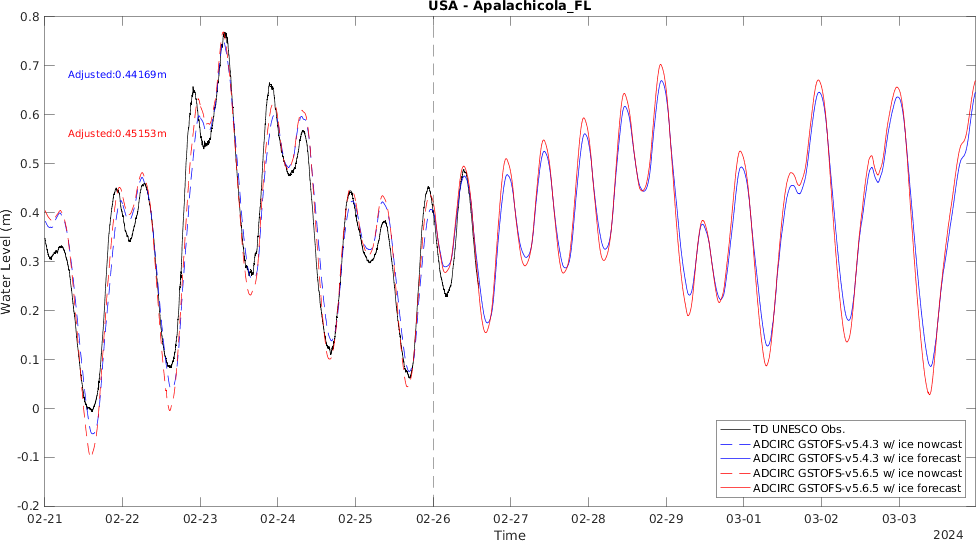 USA - Apalachicola_FL
0.8
0.7
0.6
0.5
0.4
0.3
0.2
0.1
0
-0.1
-0.2
Water Level (m)
Adjusted:0.44169m
Adjusted:0.45153m
TD UNESCO Obs.
ADCIRC GSTOFS-v5.4.3 w/ ice nowcast
ADCIRC GSTOFS-v5.4.3 w/ ice forecast
ADCIRC GSTOFS-v5.6.5 w/ ice nowcast
ADCIRC GSTOFS-v5.6.5 w/ ice forecast
02-21 02-22 02-23 02-24 02-25 02-26 02-27 02-28 02-29 03-01 03-02 03-03
Time
2024